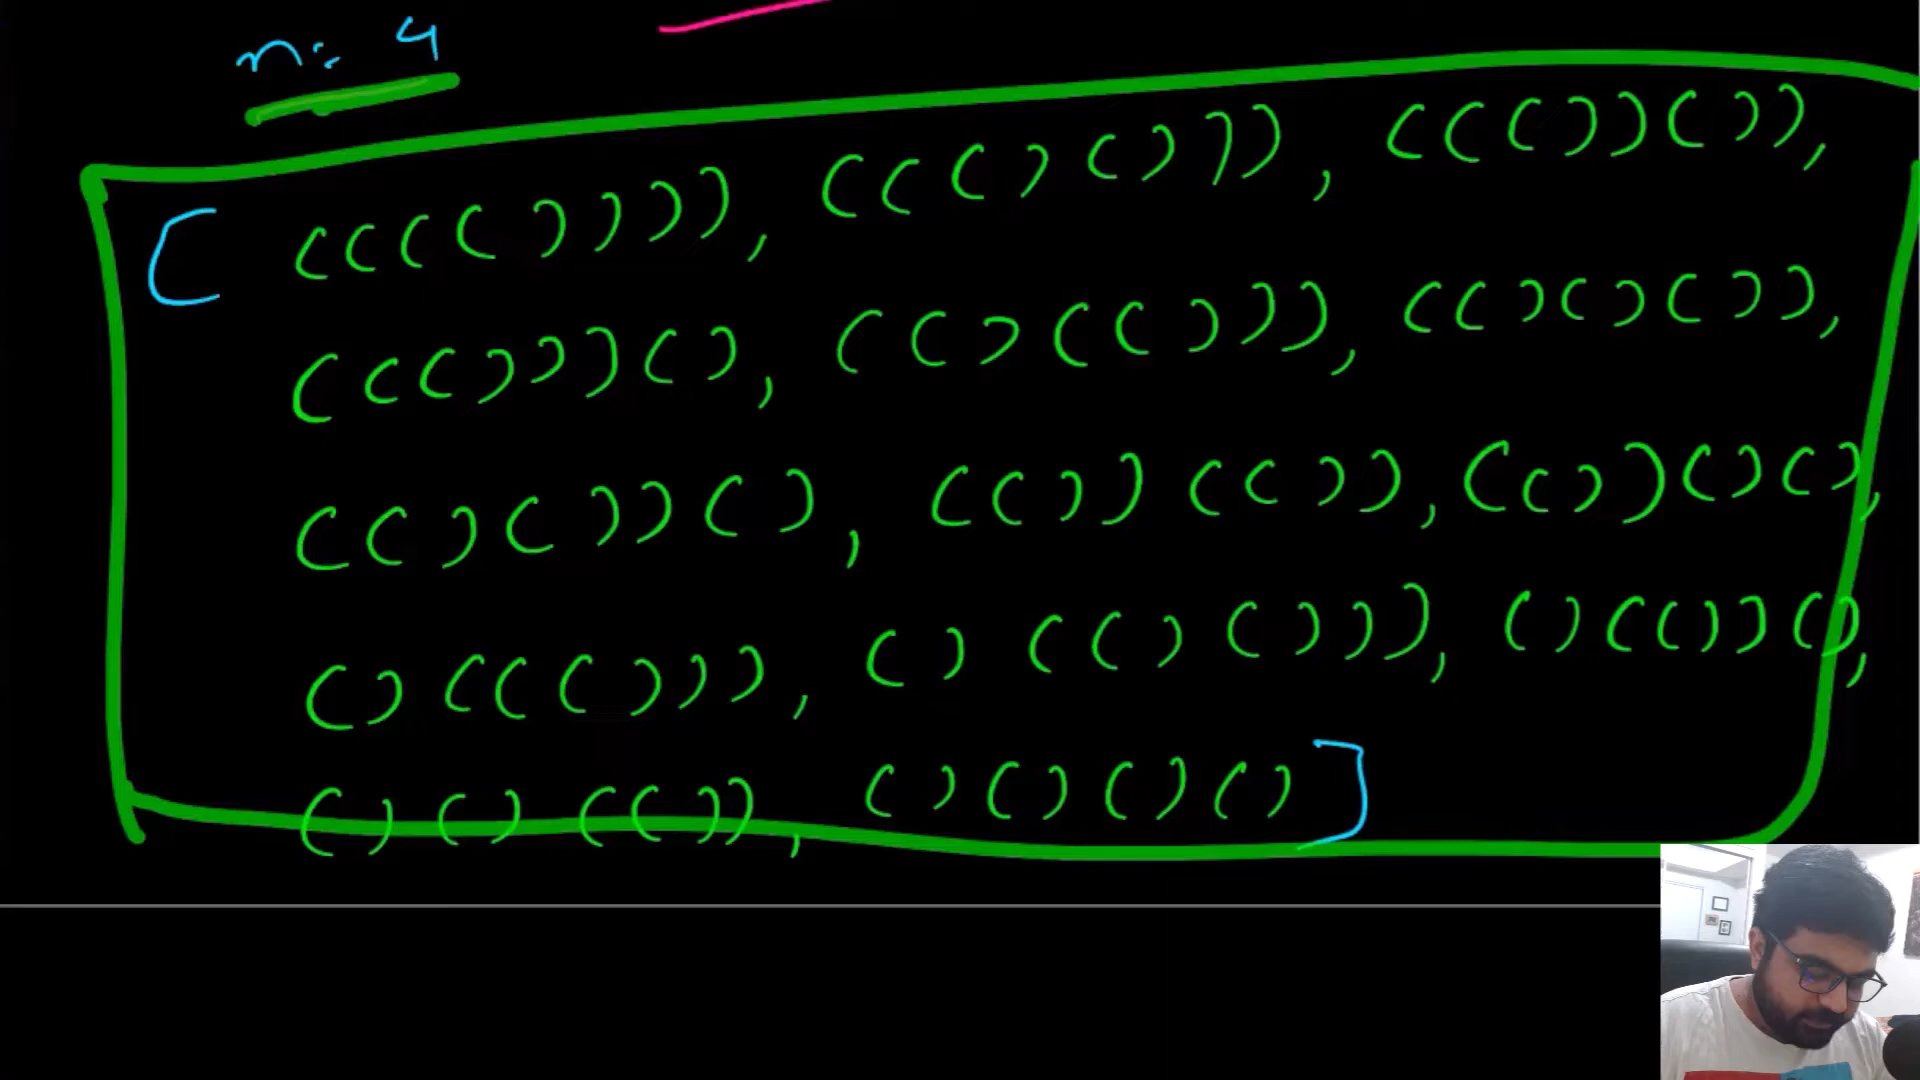 n= 4
[ (((()))), ((()())), ((())()),
((()))(), (()(())), (()()()),
(()())(), (())(()), (())()(),
()((())), ()(()())), ()(())(),
()()(()), ()()()()]